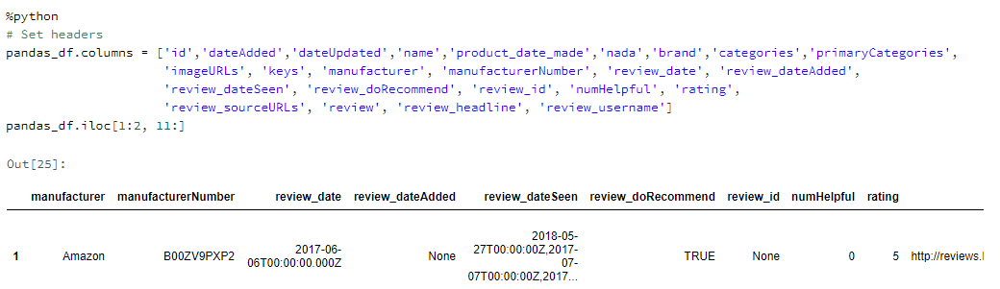 %python
# Set headers
pandas_df.columns = ['id','dateAdded','dateUpdated','name','product_date_made','nada','brand','categories','primaryCategories',
'imageURLs', 'keys', 'manufacturer', 'manufacturerNumber', 'review_date', 'review_dateAdded',
'review_dateSeen', 'review_doRecommend', 'review_id', 'numHelpful', 'rating',
'review_sourceURLs', 'review', 'review_headline', 'review_username']
pandas_df.iloc[1:2, 11:]
Out[25]:
manufacturer manufacturerNumber review_date review_dateAdded review_dateSeen review_doRecommend review_id numHelpful rating
2018-05-
2017-06- 27T00:00:00Z,2017-
1 Amazon B00ZV9PXP2 06T00:00:00.000Z None 07- TRUE None 0 5 http://reviews.
07T00:00:00Z,2017...